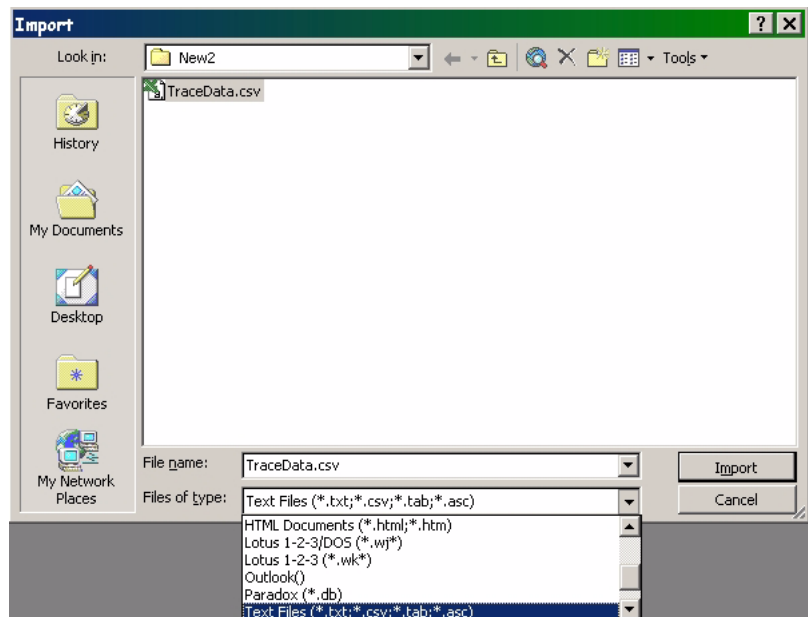 Import
Look in: New2 Tools
TraceData.csv
History
My Documents
Desktop
Favorites
My Network
Places
File name: TraceData.csv Import
Files of type: Text Files (*.txt;*.csv;*.tab;*.asc) Cancel
HTML Documents (*.html;*.htm)
Lotus 1-2-3/DOS (*.wj*)
Lotus 1-2-3 (*.wk*)
Outlook()
Paradox (*.db)
Text Files (*.txt;*.csv;*.tab;*.asc)